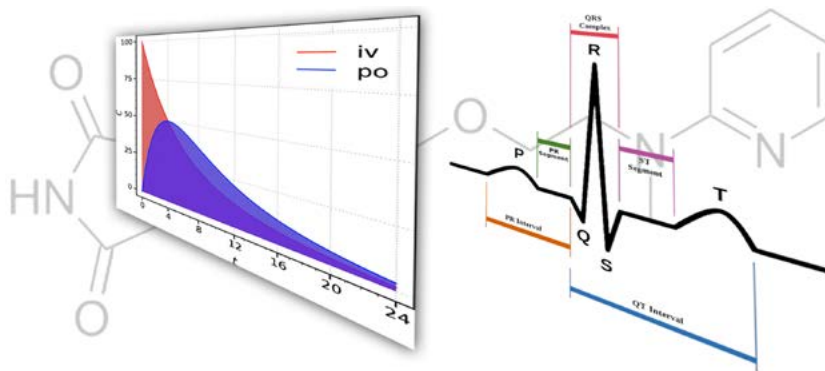 O
HN
O
100
75
50
25
0
C
iv
po
0
4
8
12
16
20
24
t
O
N
N
QRS
Complex
R
PR
Segment
ST
Segment
P
T
PR Interval
Q
S
QT Interval